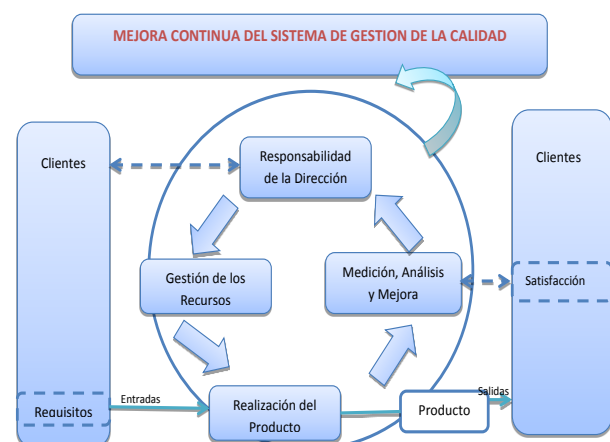 MEJORA CONTINUA DEL SISTEMA DE GESTION DE LA CALIDAD
Clientes
Responsabilidad
de la Dirección
Clientes
Gestión de los
Recursos
Medición, Análisis
y Mejora
Satisfacción
Requisitos
Entradas
Realización del
Producto
Producto
Salidas